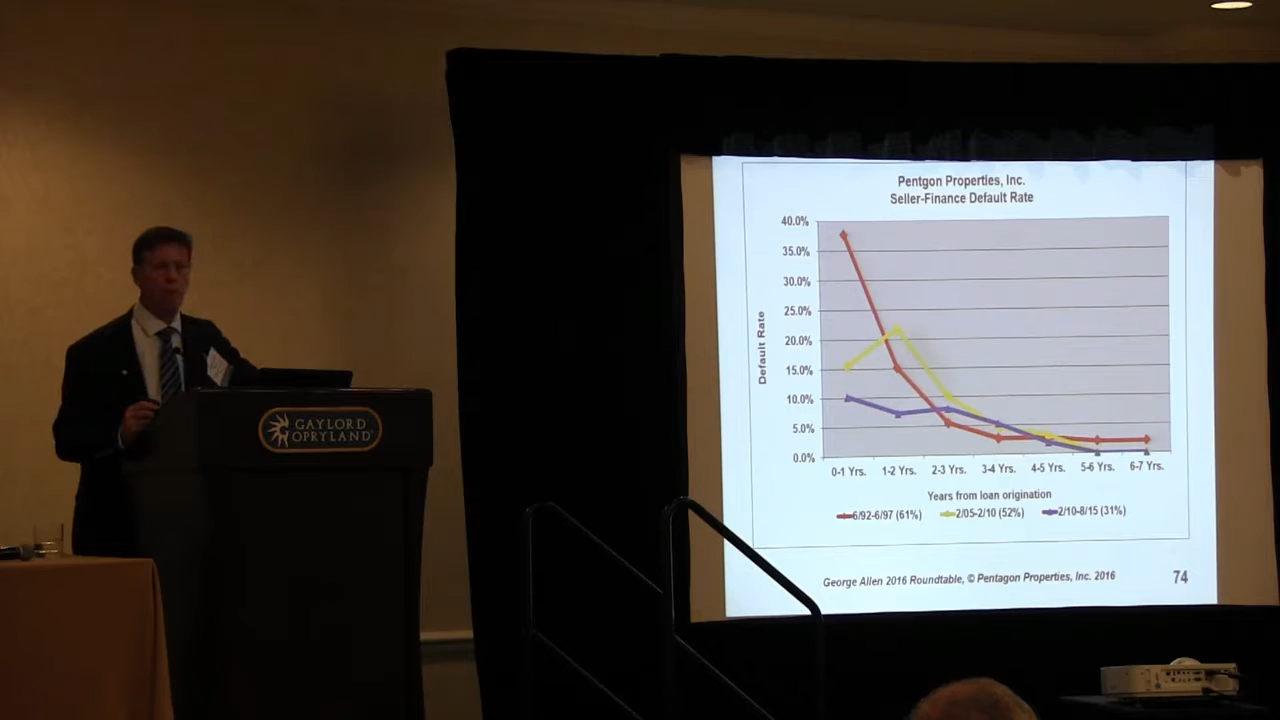 GAYLORD
OPRYLAND
Pentgon Properties, Inc.
Seller-Finance Default Rate
40.0%
35.0%
30.0%
25.0%
20.0%
15.0%
10.0%
5.0%
0.0%
Default Rate
0-1 Yrs. 1-2 Yrs. 2-3 Yrs. 3-4 Yrs. 4-5 Yrs. 5-6 Yrs. 6-7 Yrs.
Years from loan origination
6/92-6/97 (61%) 2/05-2/10 (52%) 2/10-8/15 (31%)
George Allen 2016 Roundtable, © Pentagon Properties, Inc. 2016
74